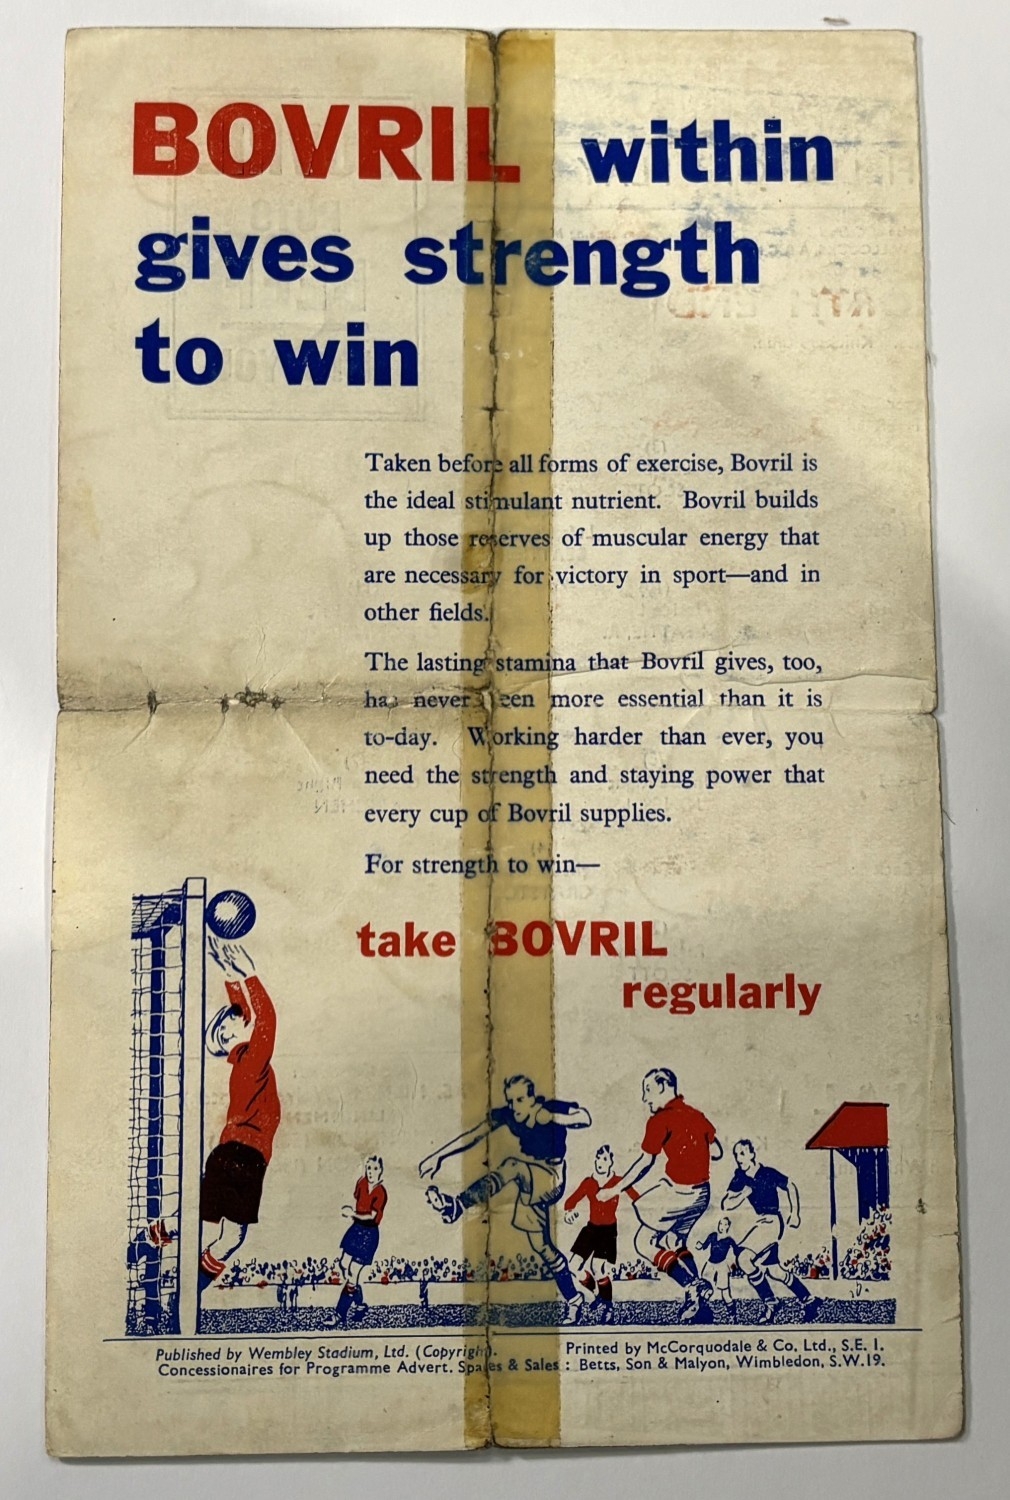 BOVRIL within
gives strength
to win
Taken before all forms of exercise, Bovril is
the ideal stimulant nutrient. Bovril builds
up those reserves of muscular energy that
are necessary for victory in sport—and in
other fields.
The lasting stamina that Bovril gives, too,
has never been more essential than it is
to-day. Working harder than ever, you
need the strength and staying power that
every cup of Bovril supplies.
For strength to win—
take BOVRIL
regularly
Published by Wembley Stadium, Ltd. (Copyright). Printed by McCorquodale & Co. Ltd., S.E. 1.
Concessionaires for Programme Advert. Spaces & Sales : Betts, Son & Malyon, Wimbledon, S.W.19.